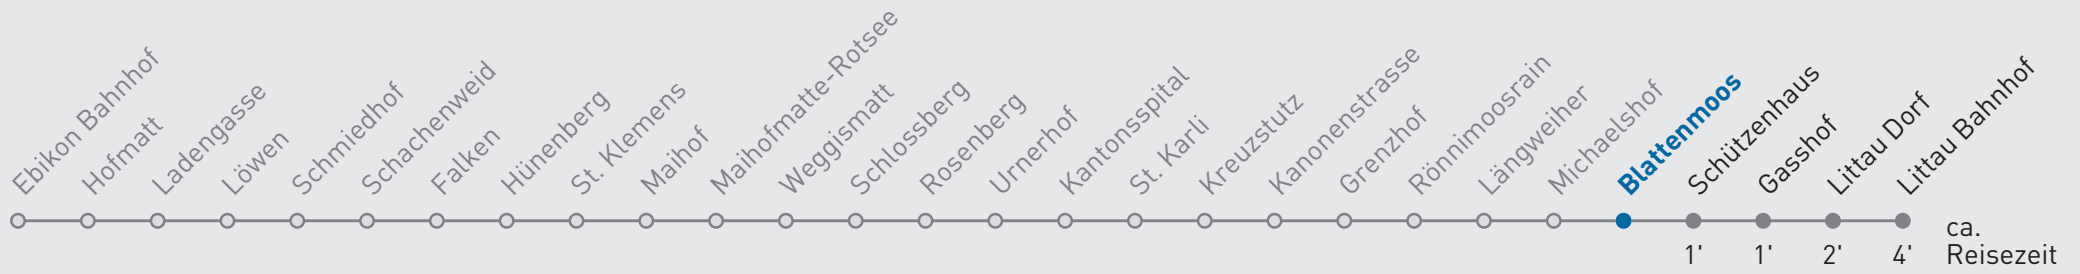 Ebikon Bahnhof
Hofmatt
Ladengasse
Löwen
Schmiedhof
Schachenweid
Falken
Hünenberg
St. Klemens
Maihof
Maihofmatte-Rotsee
Weggismatt
Schlossberg
Rosenberg
Urnerhof
Kantonsspital
St. Karli
Kreuzstutz
Kanonenstrasse
Grenzhof
Rönnimoosrain
Längweiher
Michaelshof
Blattenmoos
Schützenhaus
Gasshof
Littau Dorf
Littau Bahnhof
ca.
1' 1' 2' 4' Reisezeit